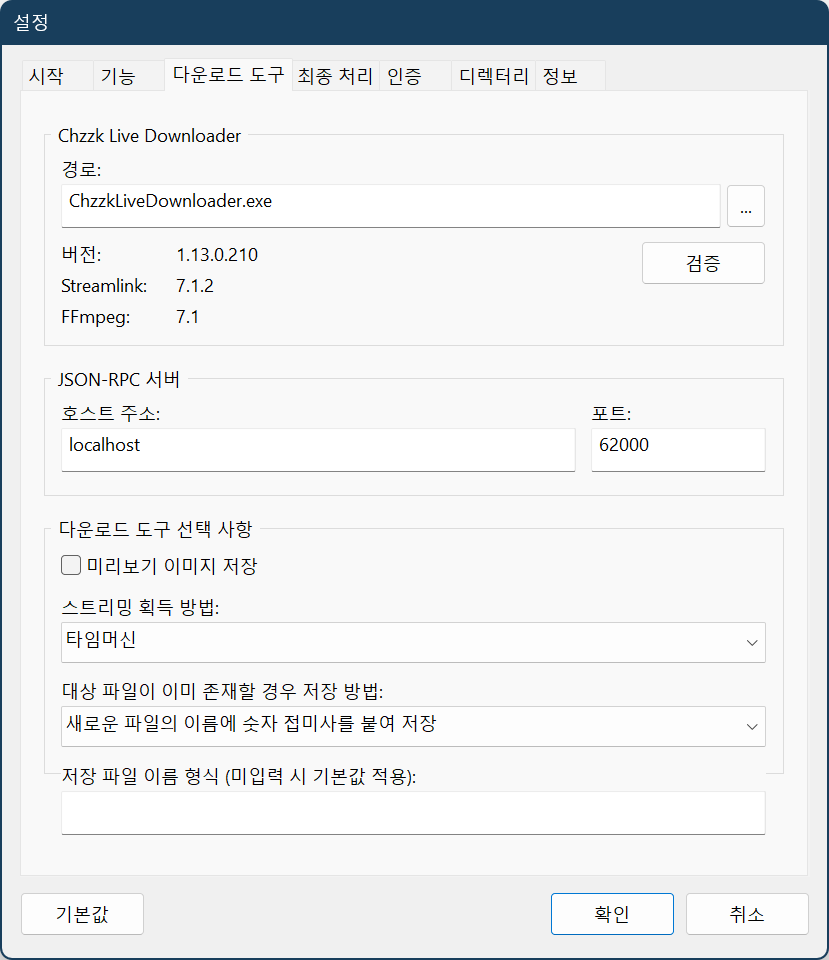 설정
시작 기능 다운로드 도구 최종 처리 인증 디렉터리 정보
Chzzk Live Downloader
경로:
ChzzkLiveDownloader.exe ...
버전: 1.13.0.210 검증
Streamlink: 7.1.2
FFmpeg: 7.1
JSON-RPC 서버
호스트 주소: 포트:
localhost 62000
다운로드 도구 선택 사항
미리보기 이미지 저장
스트리밍 획득 방법:
타임머신
대상 파일이 이미 존재할 경우 저장 방법:
새로운 파일의 이름에 숫자 접미사를 붙여 저장
저장 파일 이름 형식 (미입력 시 기본값 적용):
기본값 확인 취소